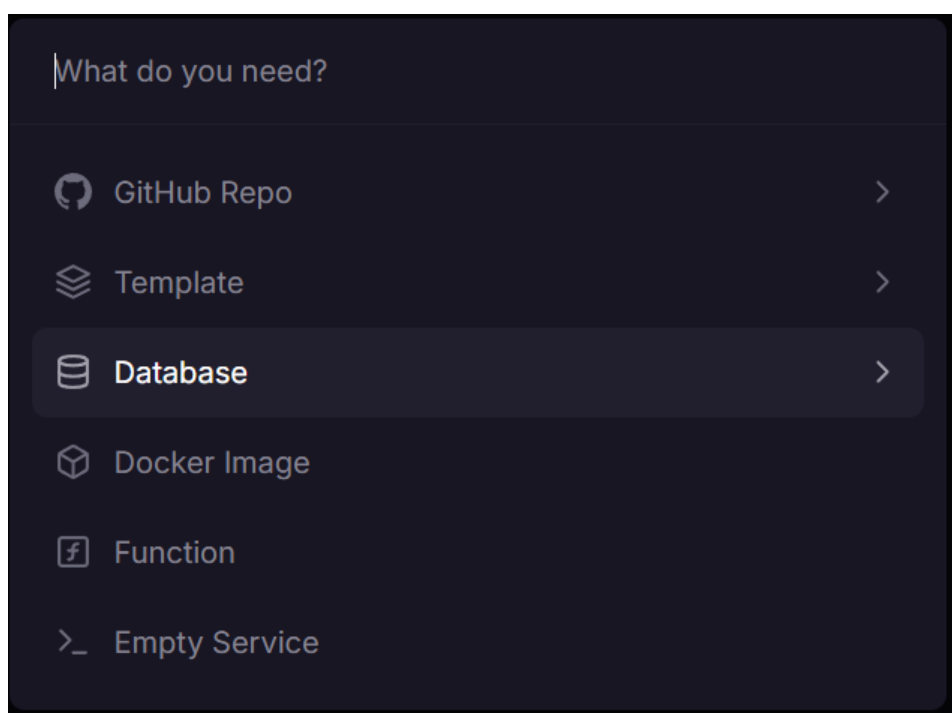 What do you need?
GitHub Repo
Template
Database
Docker Image
Function
Empty Service